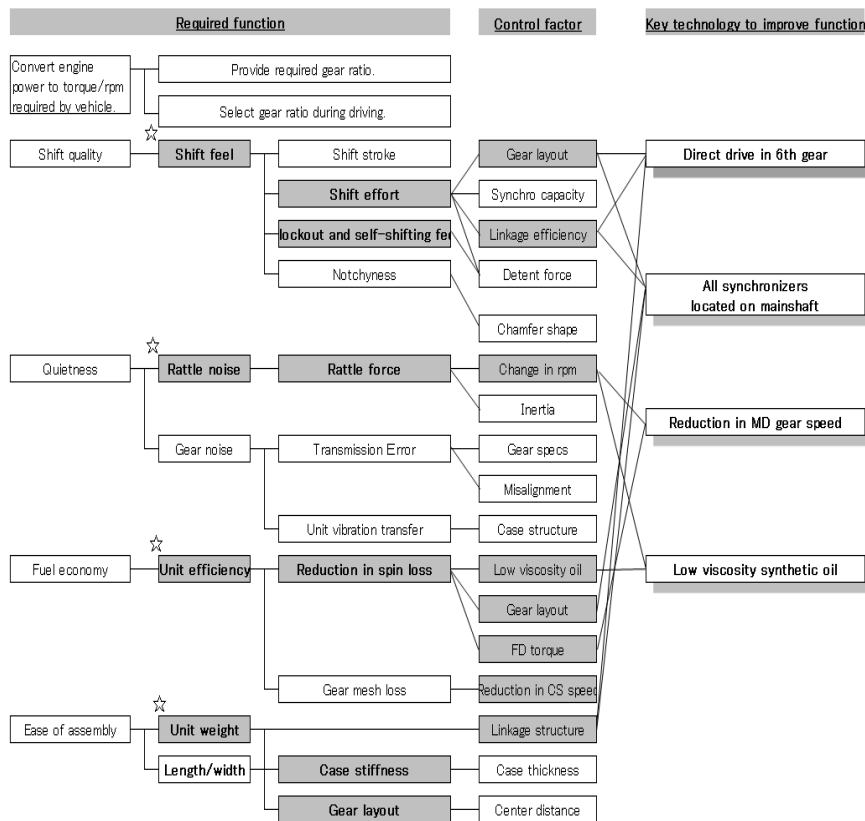 Required function
Control factor
Key technology to improve function
Convert engine
power to torque/rpm
required by vehicle.
Provide required gear ratio.
Select gear ratio during driving.
Shift quality
Shift feel
Shift stroke
Gear layout
Direct drive in 6th gear
Shift effort
Synchro capacity
lockout and self-shifting fee
Linkage efficiency
Notchyness
Detent force
All synchronizers
located on mainshaft
Chamfer shape
Quietness
Rattle noise
Rattle force
Change in rpm
Inertia
Reduction in MD gear speed
Gear noise
Transmission Error
Gear specs
Misalignment
Unit vibration transfer
Case structure
Fuel economy
Unit efficiency
Reduction in spin loss
Low viscosity oil
Low viscosity synthetic oil
Gear layout
FD torque
Gear mesh loss
Reduction in CS speed
Ease of assembly
Unit weight
Linkage structure
Length/width
Case stiffness
Case thickness
Gear layout
Center distance